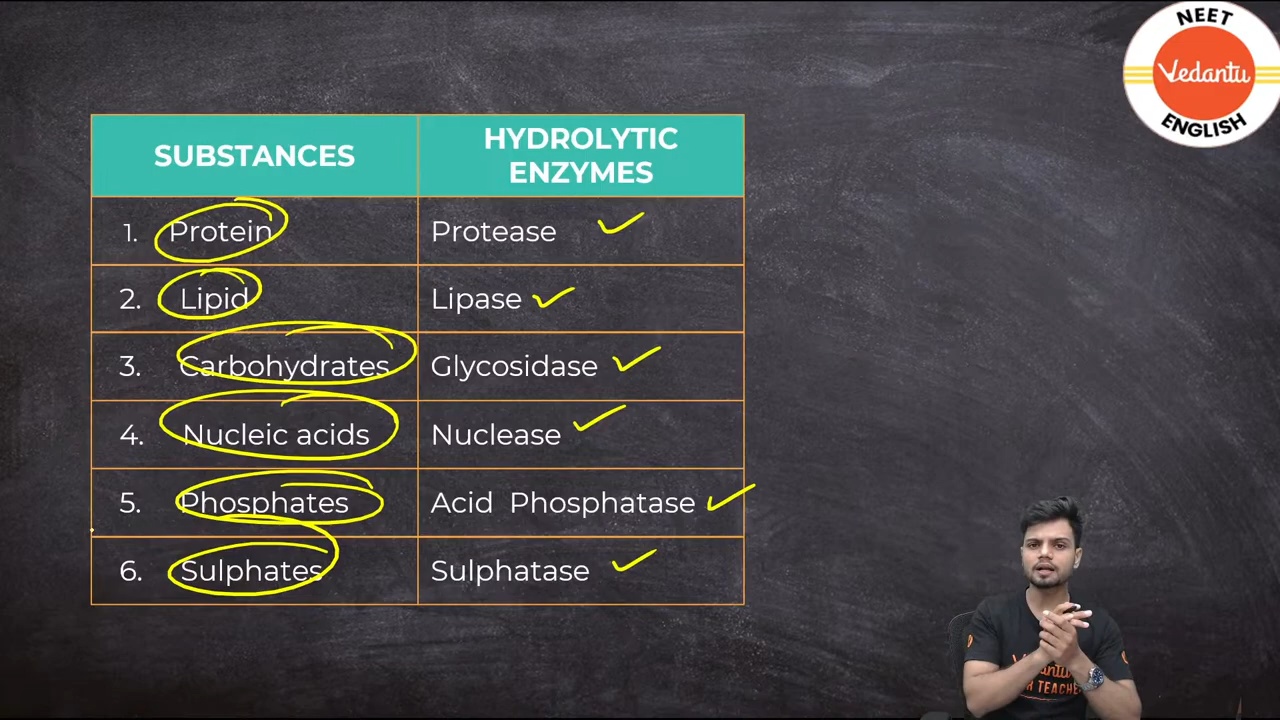 NEET
Vedantu
ENGLISH
SUBSTANCES
HYDROLYTIC
ENZYMES
1. Protein
Protease
2. Lipid
Lipase
3. Carbohydrates
Glycosidase
4. Nucleic acids
Nuclease
5. Phosphates
Acid Phosphatase
6. Sulphates
Sulphatase
TEACHE